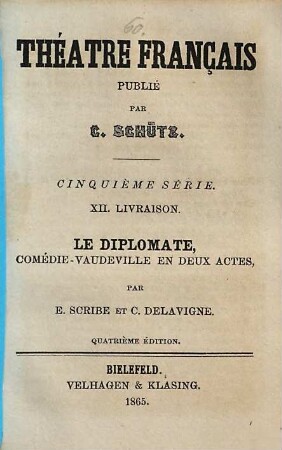 60.
THÉATRE FRANÇAIS
PUBLIÉ
PAR
C. SCHÜTZ.
CINQUIÈME SÉRIE.
XII. LIVRAISON.
LE DIPLOMATE,
COMÉDIE-VAUDEVILLE EN DEUX ACTES,
PAR
E. SCRIBE ET C. DELAVIGNE.
QUATRIÈME ÉDITION.
BIELEFELD.
VELHAGEN & KLASING.
1865.